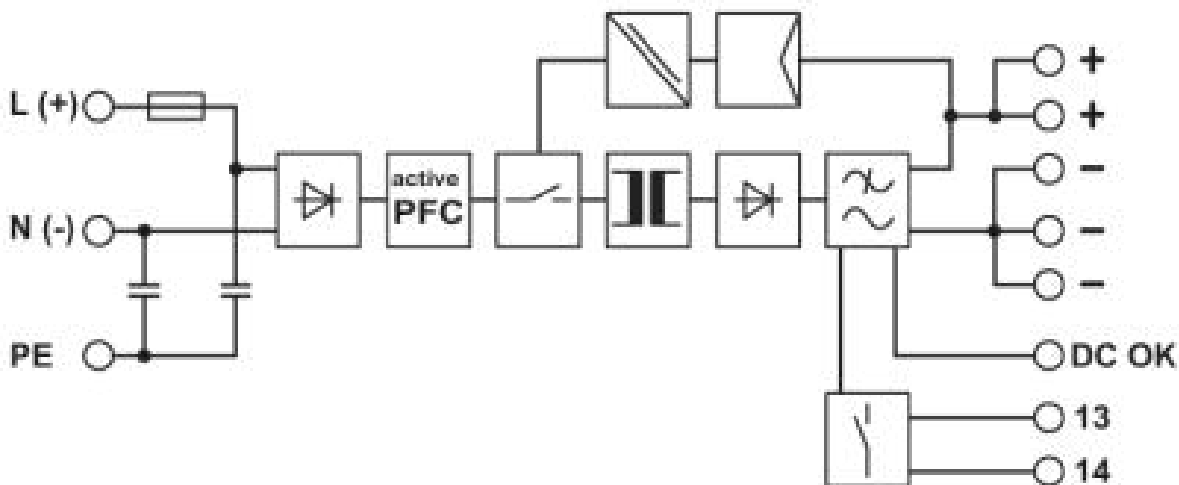 L (+)
N (-)
PE
active
PFC
+
+
−
−
−
DC OK
13
14